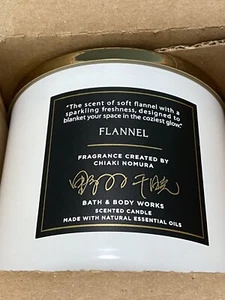 "The scent of soft flannel with a
sparkling freshness, designed to
blanket your space in the coziest glow."
FLANNEL
FRAGRANCE CREATED BY
CHIAKI NOMURA
BATH & BODY WORKS
SCENTED CANDLE
MADE WITH NATURAL ESSENTIAL OILS